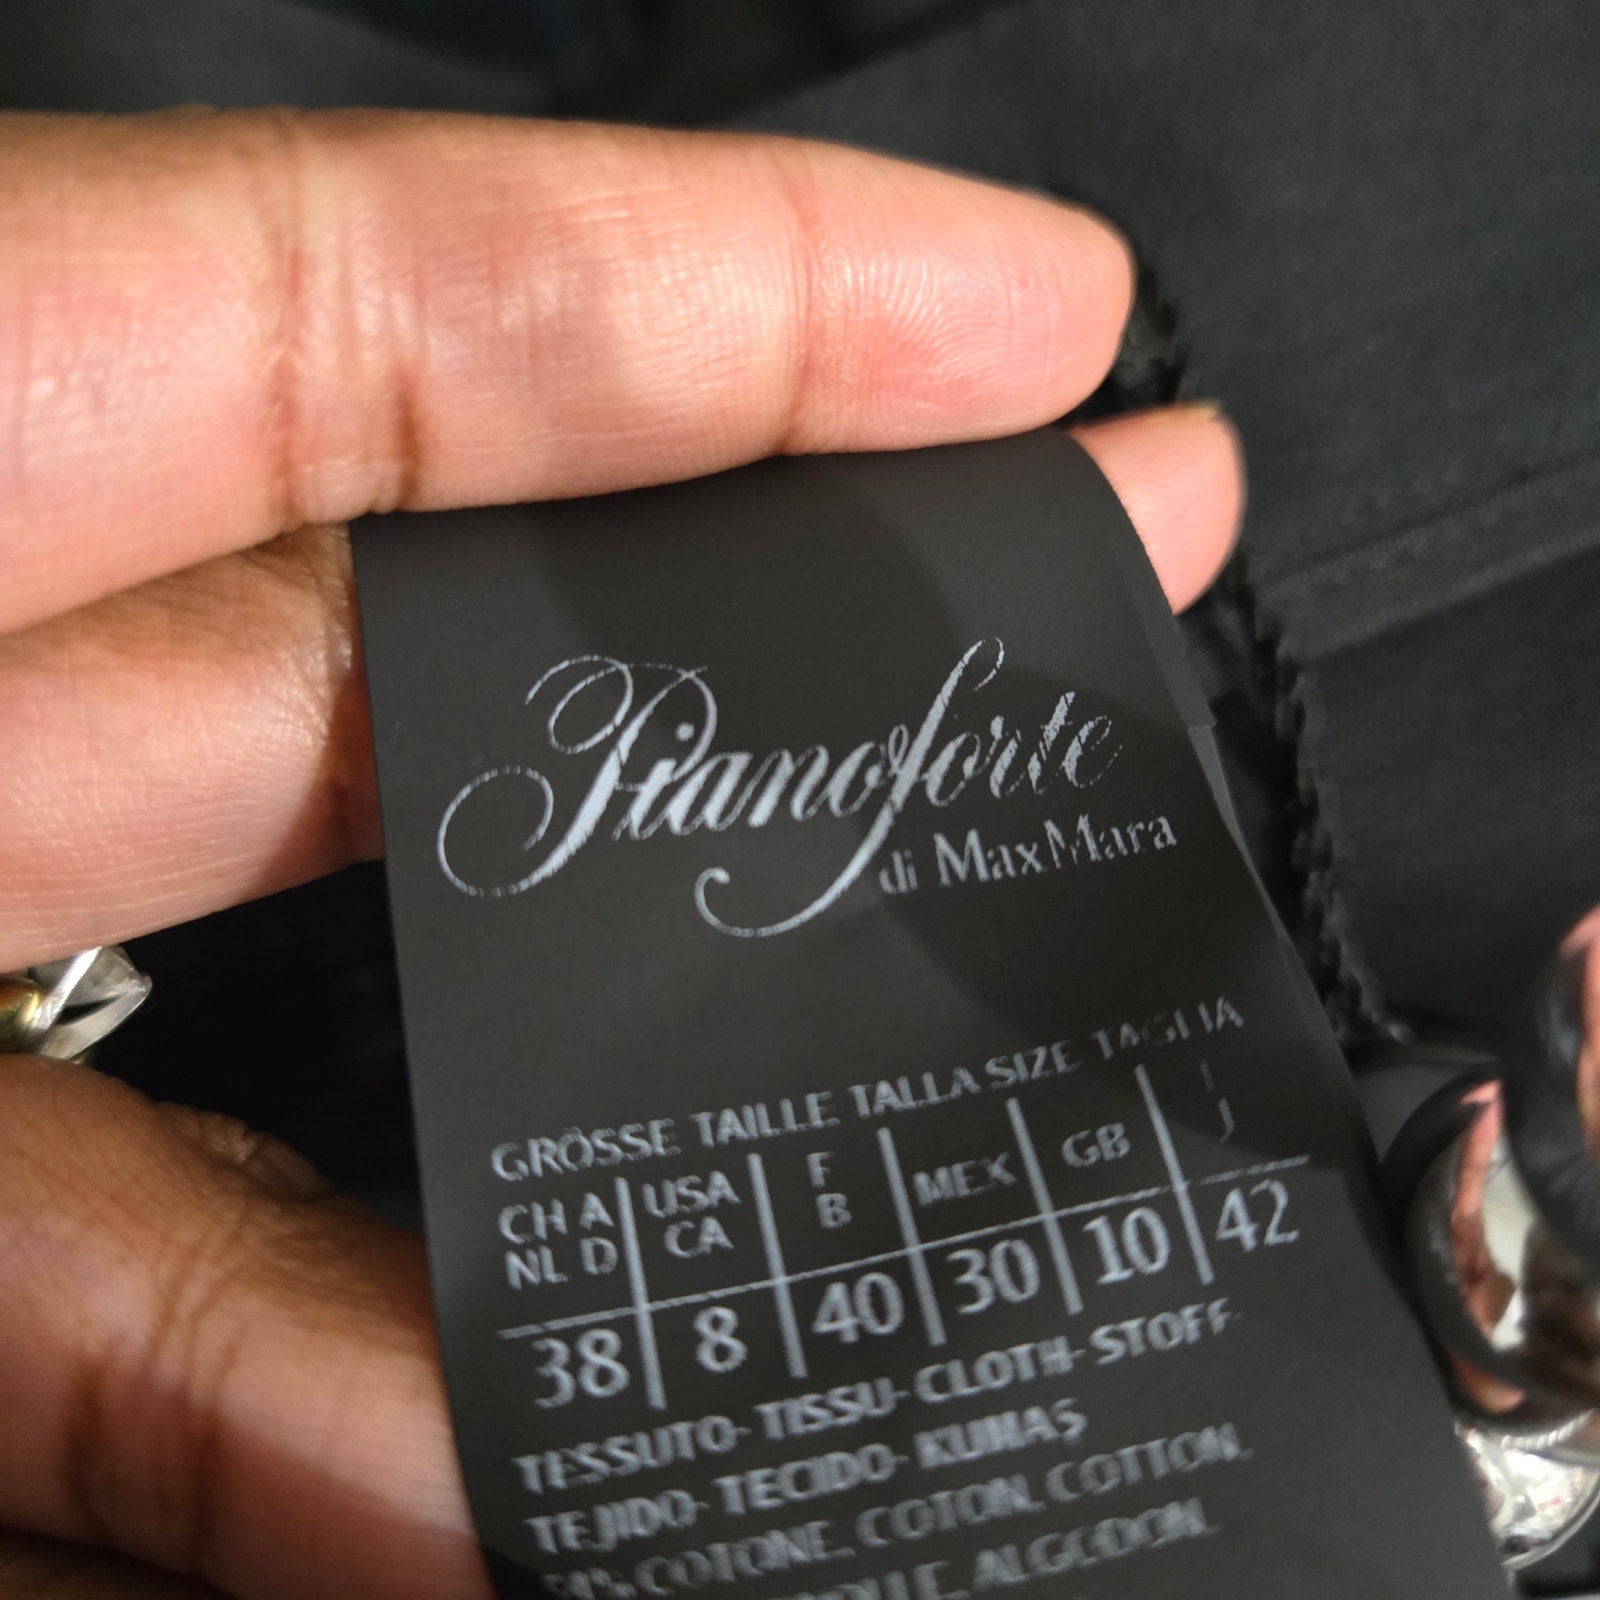 Pianoforte
di MaxMara
GRÖSSE TAILLE TALLA SIZE TAGLIA
CH A USA F MEX GB I
NL D CA B J
38 8 40 30 10 42
TESSUTO- TISSU- CLOTH- STOFF-
TEJIDO- TECIDO- KUMAŞ
COTONE, COTON, COTTON,
ALGODON,